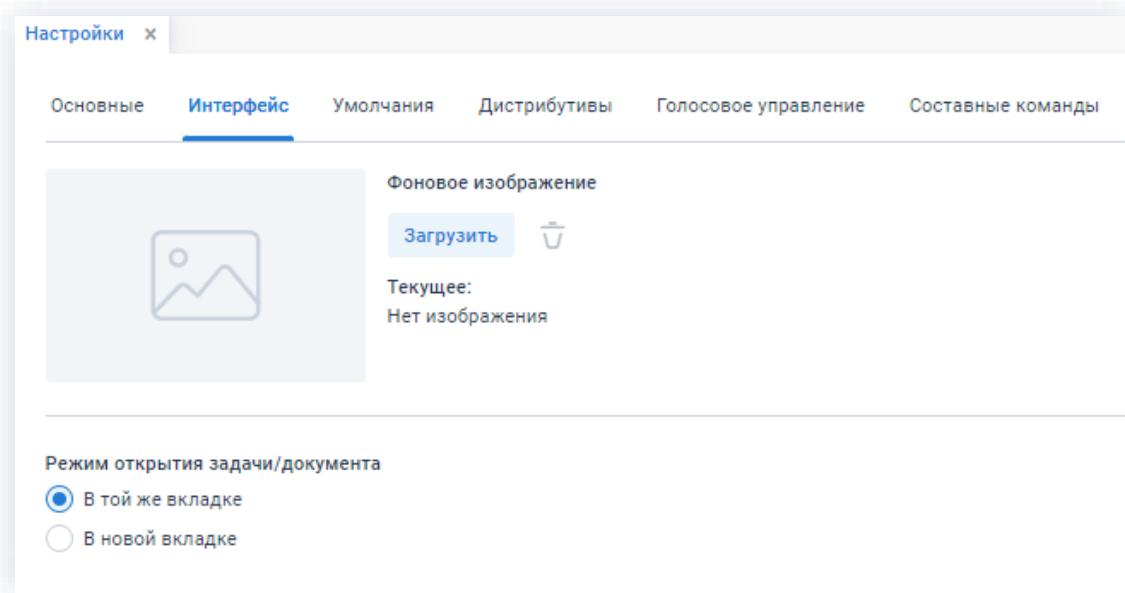 Настройки ×
Основные Интерфейс Умолчания Дистрибутивы Голосовое управление Составные команды
Фоновое изображение
Загрузить
Текущее:
Нет изображения
Режим открытия задачи/документа
В той же вкладке
В новой вкладке